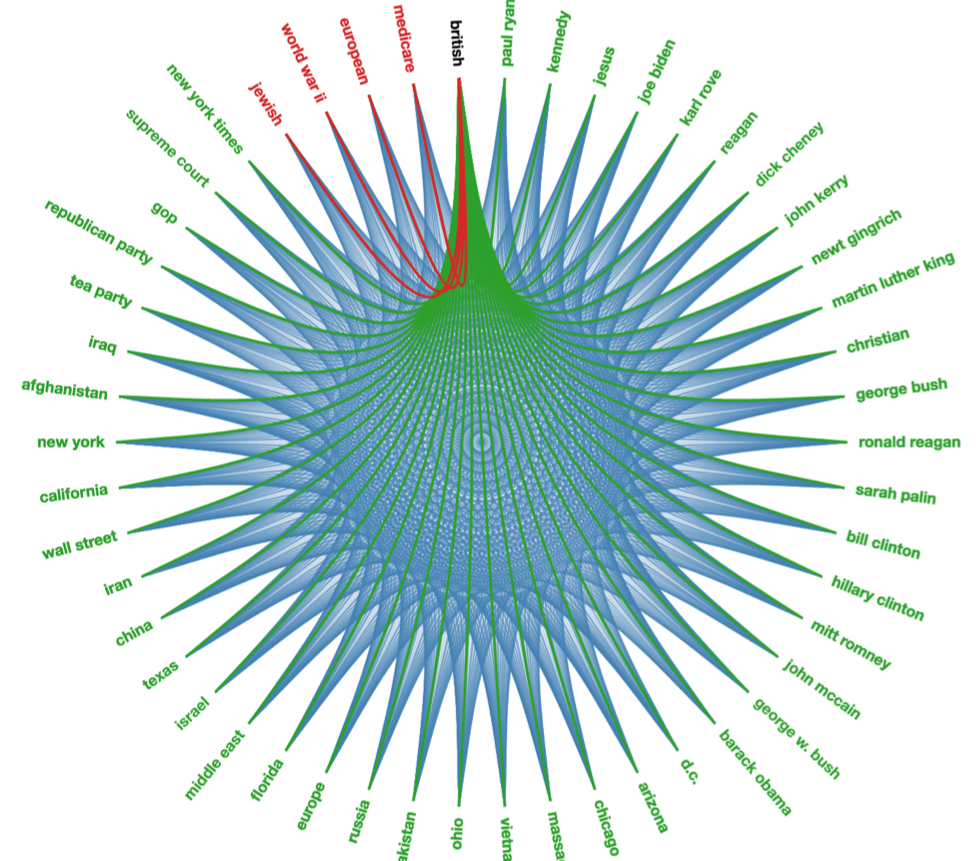 british
paul ryan
kennedy
jesus
joe biden
karl rove
reagan
dick cheney
john kerry
newt gingrich
martin luther king
christian
george bush
ronald reagan
sarah palin
bill clinton
hillary clinton
mitt romney
john mccain
george w. bush
barack obama
d.c.
arizona
chicago
massa
vietna
ohio
akistan
russia
europe
florida
middle east
israel
texas
china
iran
wall street
california
new york
afghanistan
iraq
tea party
republican party
gop
supreme court
new york times
jewish
world war ii
european
medicare